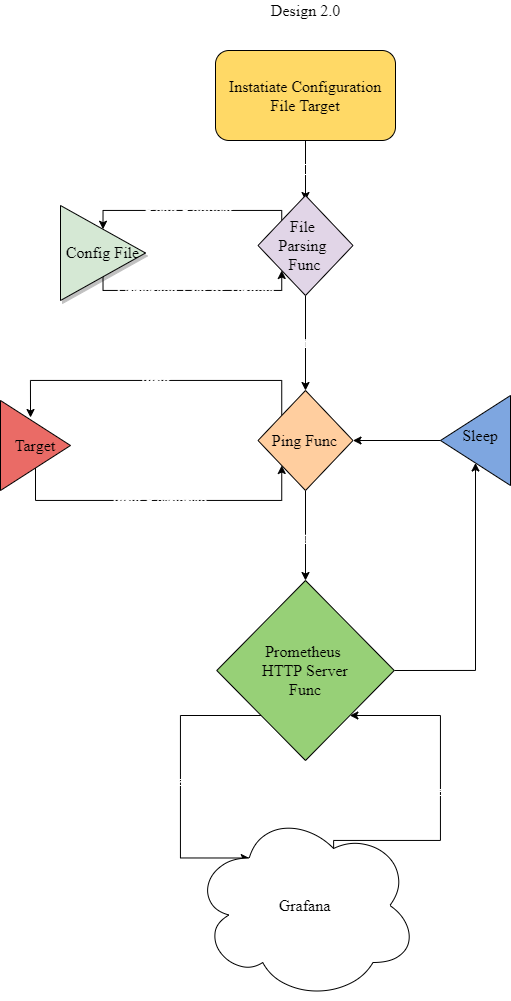 Design 2.0
Instatiate Configuration
File Target
File
Parsing
Func
Config File
Target
Ping Func
Sleep
Prometheus
HTTP Server
Func
Grafana